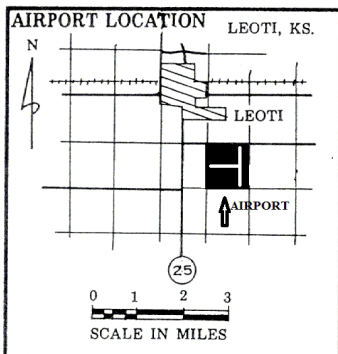 AIRPORT LOCATION
LEOTI, KS.
N
LEOTI
AIRPORT
25
0 1 2 3
SCALE IN MILES